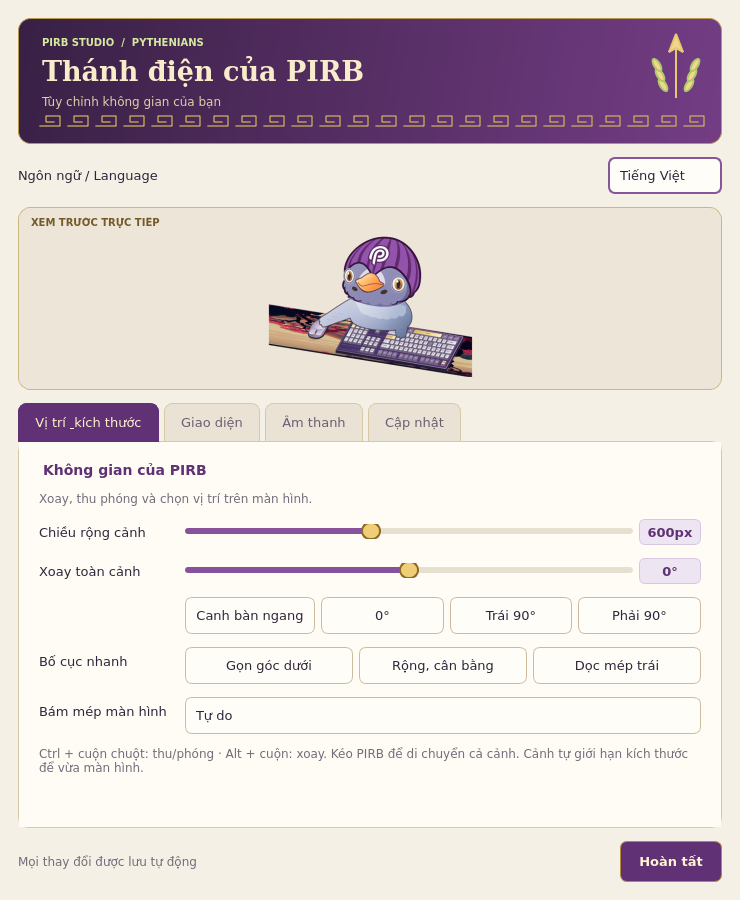 PIRB STUDIO / PYTHENIANS
Thánh điện của PIRB
Tùy chỉnh không gian của bạn
Ngôn ngữ / Language
Tiếng Việt
XEM TRƯỚC TRỰC TIẾP
P
Vị trí _kích thước
Giao diện
Âm thanh
Cập nhật
Không gian của PIRB
Xoay, thu phóng và chọn vị trí trên màn hình.
Chiều rộng cảnh
600px
Xoay toàn cảnh
0°
Canh bàn ngang
0°
Trái 90°
Phải 90°
Bố cục nhanh
Gọn góc dưới
Rộng, cân bằng
Dọc mép trái
Bám mép màn hình
Tự do
Ctrl + cuộn chuột: thu/phóng · Alt + cuộn: xoay. Kéo PIRB để di chuyển cả cảnh. Cảnh tự giới hạn kích thước
để vừa màn hình.
Mọi thay đổi được lưu tự động
Hoàn tất